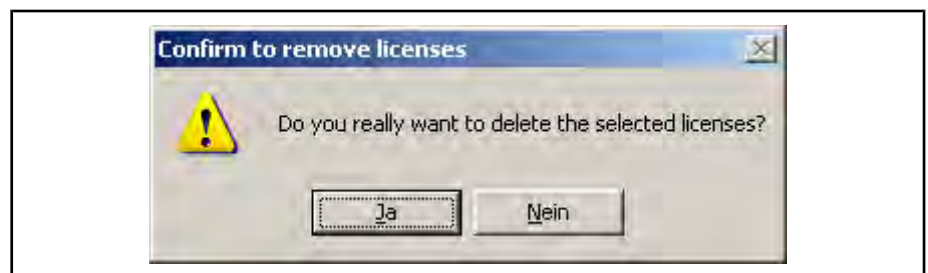 Confirm to remove licenses
Do you really want to delete the selected licenses?
Ja
Nein